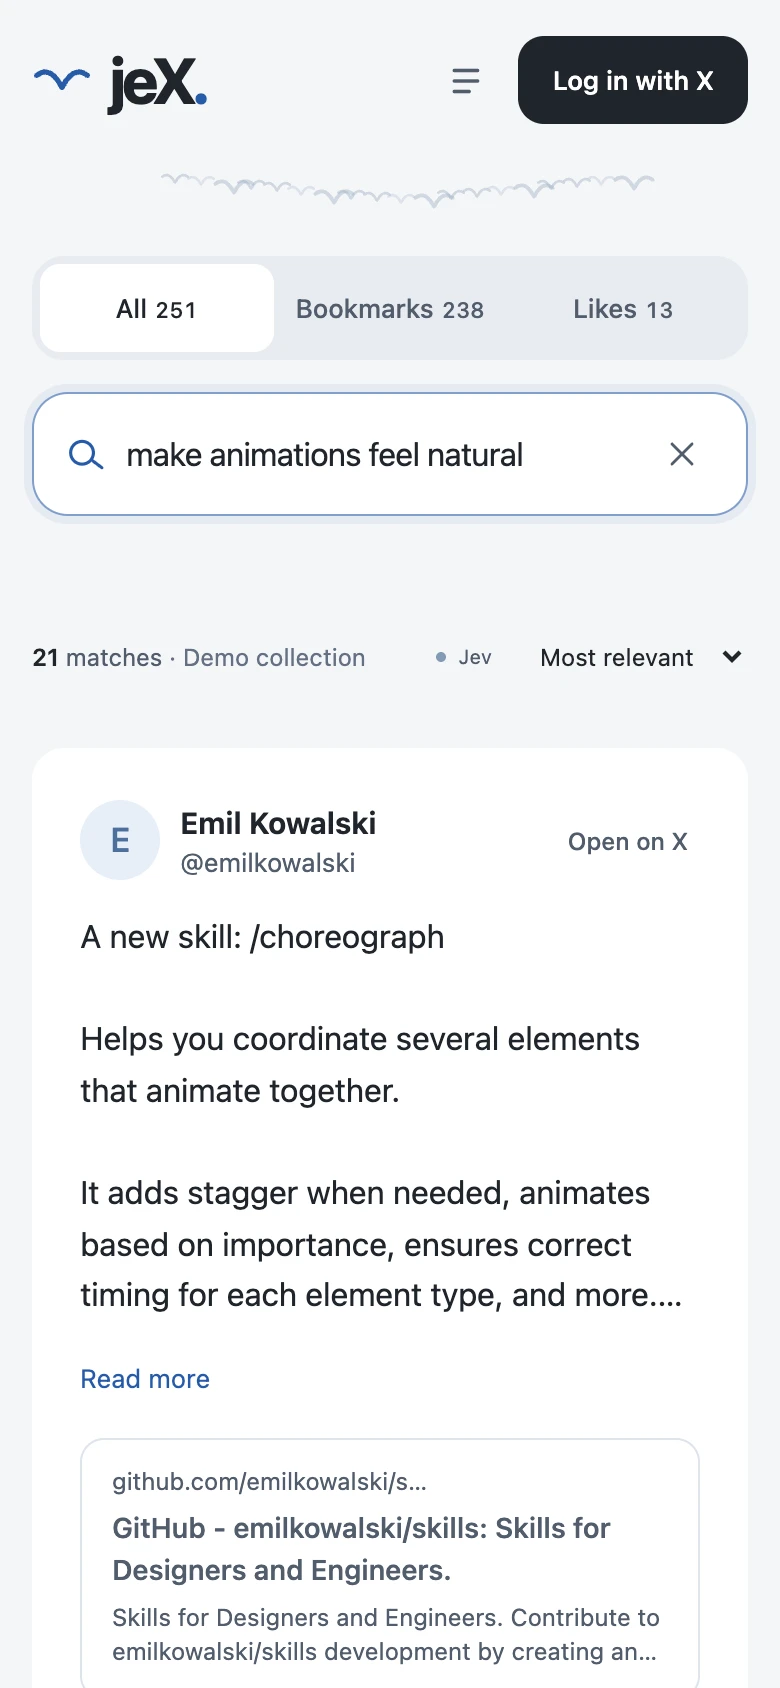 jeX.
Log in with X
All 251
Bookmarks 238
Likes 13
make animations feel natural
21 matches · Demo collection
Jev
Most relevant
E
Emil Kowalski
@emilkowalski
Open on X
A new skill: /choreograph
Helps you coordinate several elements
that animate together.
It adds stagger when needed, animates
based on importance, ensures correct
timing for each element type, and more....
Read more
github.com/emilkowalski/s...
GitHub - emilkowalski/skills: Skills for
Designers and Engineers.
Skills for Designers and Engineers. Contribute to
emilkowalski/skills development by creating an...